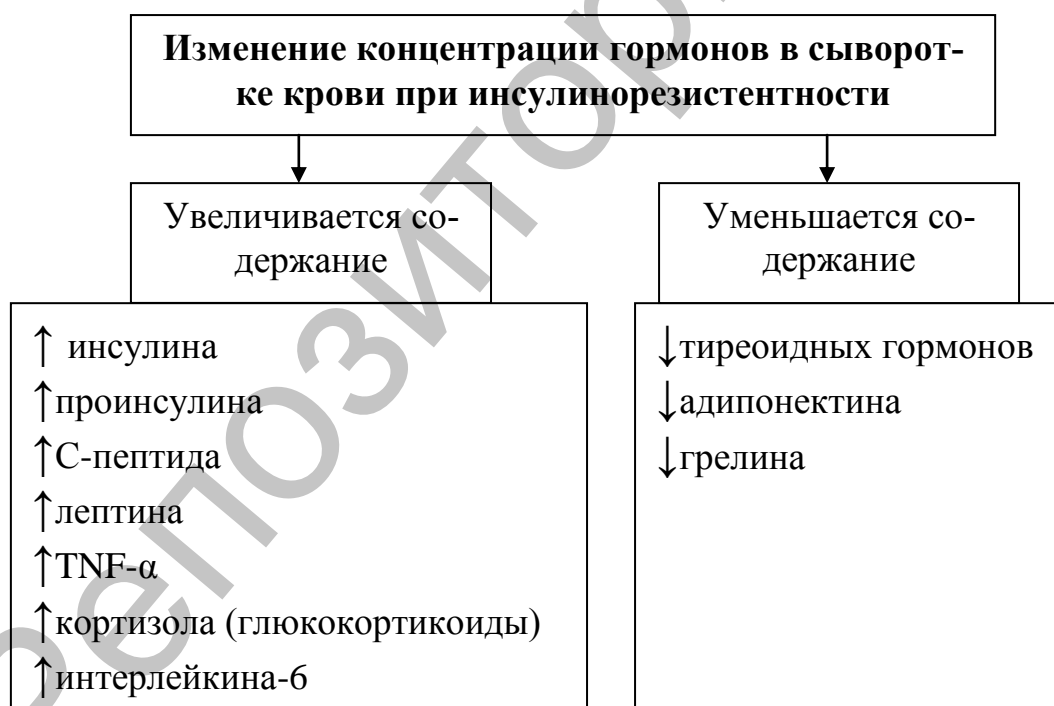 Изменение концентрации гормонов в сыворот-
ке крови при инсулинорезистентности
Увеличивается со-
держание
↑ инсулина
↑проинсулина
↑С-пептида
↑лептина
↑TNF-α
↑кортизола (глюкокортикоиды)
↑интерлейкина-6
Уменьшается со-
держание
↓тиреоидных гормонов
↓адипонектина
↓грелина
Репозитор